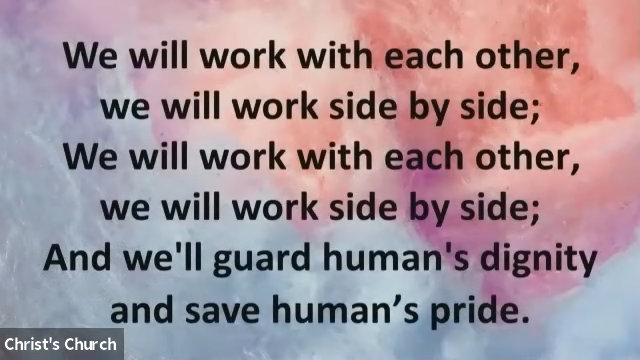 We will work with each other,
we will work side by side;
We will work with each other,
we will work side by side;
And we'll guard human's dignity
and save human’s pride.
Christ's Church